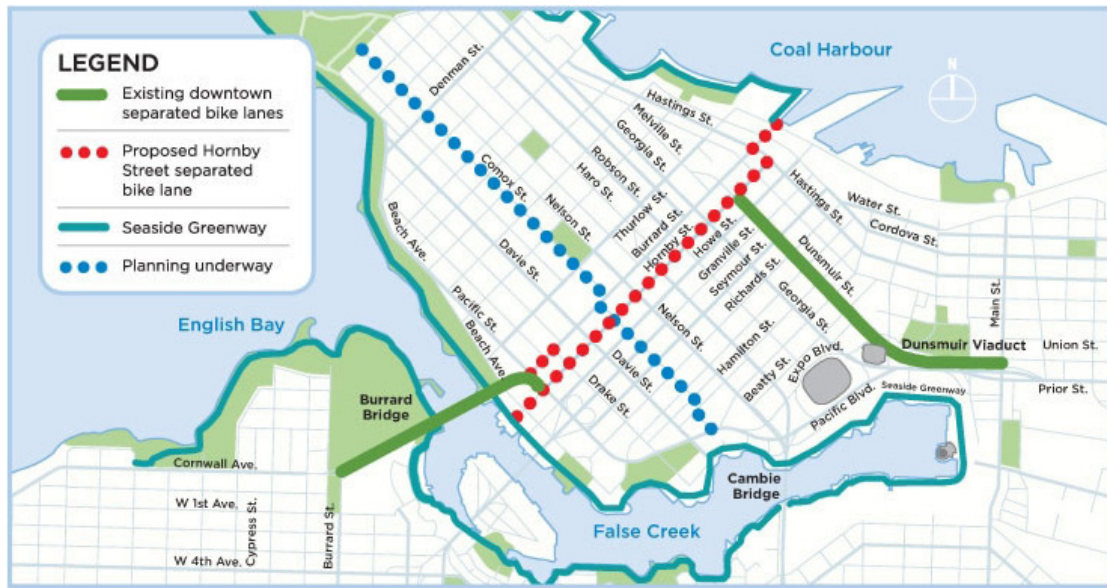 LEGEND
Existing downtown
separated bike lanes
Proposed Hornby
Street separated
bike lane
Seaside Greenway
Planning underway
Coal Harbour
N
English Bay
False Creek
Burrard
Bridge
Cambie
Bridge
Dunsmuir Viaduct
Denman St.
Hastings St.
Melville St.
Georgia St.
Robson St.
Haro St.
Comox St.
Nelson St.
Thurlow St.
Burrard St.
Hornby St.
Howe St.
Granville St.
Seymour St.
Richards St.
Hastings St.
Water St.
Cordova St.
Dunsmuir St.
Georgia St.
Main St.
Union St.
Prior St.
Beach Ave.
Davie St.
Pacific St.
Beach Ave.
Nelson St.
Hamilton St.
Beatty St.
Expo Blvd.
Pacific Blvd.
Seaside Greenway
Davie St.
Drake St.
Cornwall Ave.
W 1st Ave.
Cypress St.
Burrard St.
W 4th Ave.